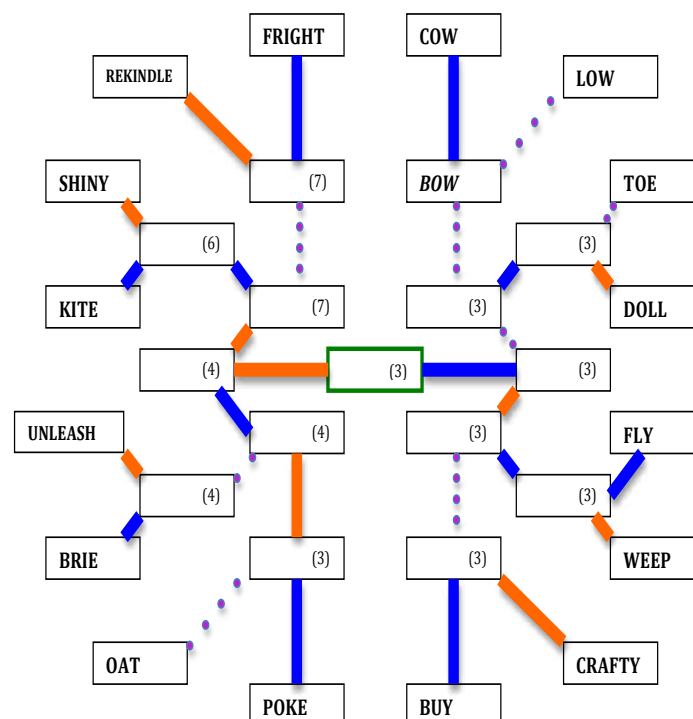 FRIGHT
COW
REKINDLE
LOW
SHINY
(7)
BOW
TOE
(6)
(3)
KITE
(7)
(3)
DOLL
(4)
(3)
(3)
UNLEASH
(4)
(3)
FLY
(4)
(3)
BRIE
(3)
(3)
WEEP
OAT
CRAFTY
POKE
BUY